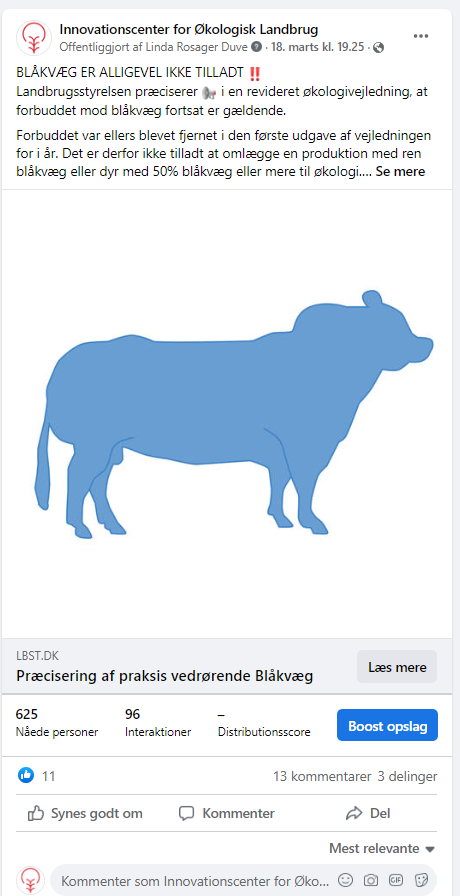 Innovationscenter for Økologisk Landbrug
Offentliggjort af Linda Rosager Duve · 18. marts kl. 19.25 ·
BLÅKVÆG ER ALLIGEVEL IKKE TILLADT ‼️
Landbrugsstyrelsen præciserer i en revideret økologivejledning, at
forbuddet mod blåkvæg fortsat er gældende.
Forbuddet var ellers blevet fjernet i den første udgave af vejledningen
for i år. Det er derfor ikke tilladt at omlægge en produktion med ren
blåkvæg eller dyr med 50% blåkvæg eller mere til økologi.... Se mere
LBST.DK
Præcisering af praksis vedrørende Blåkvæg
Læs mere
625 96 –
Nåede personer Interaktioner Distributionsscore
Boost opslag
11 13 kommentarer 3 delinger
Synes godt om Kommenter Del
Mest relevante
Kommenter som Innovationscenter for Øko... GIF